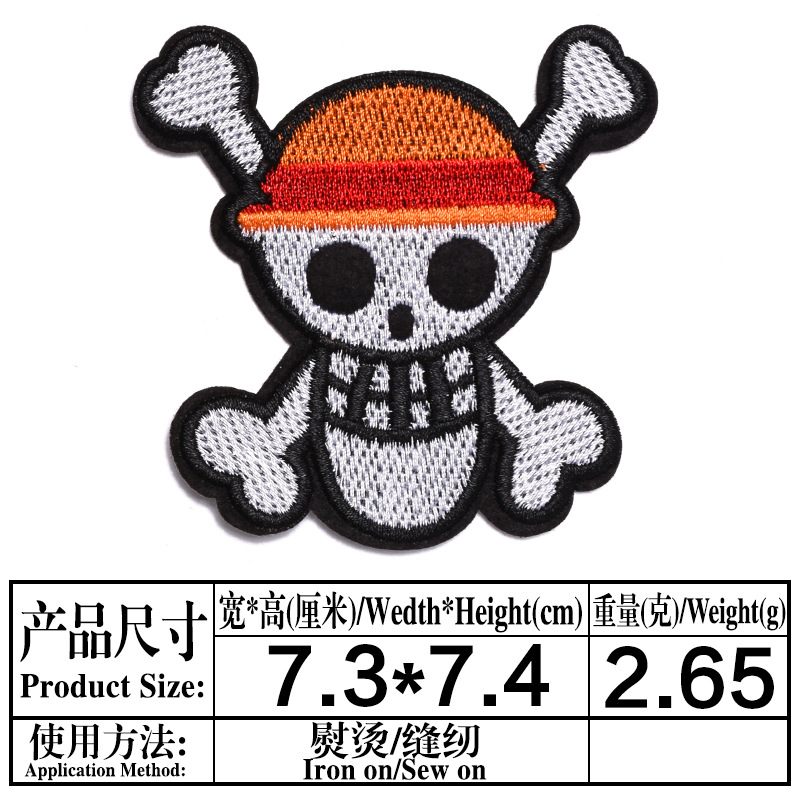 产品尺寸
Product Size:
宽*高(厘米)/Wedth*Height(cm)
7.3*7.4
重量(克)/Weight(g)
2.65
使用方法:
Application Method:
熨烫/缝纫
Iron on/Sew on